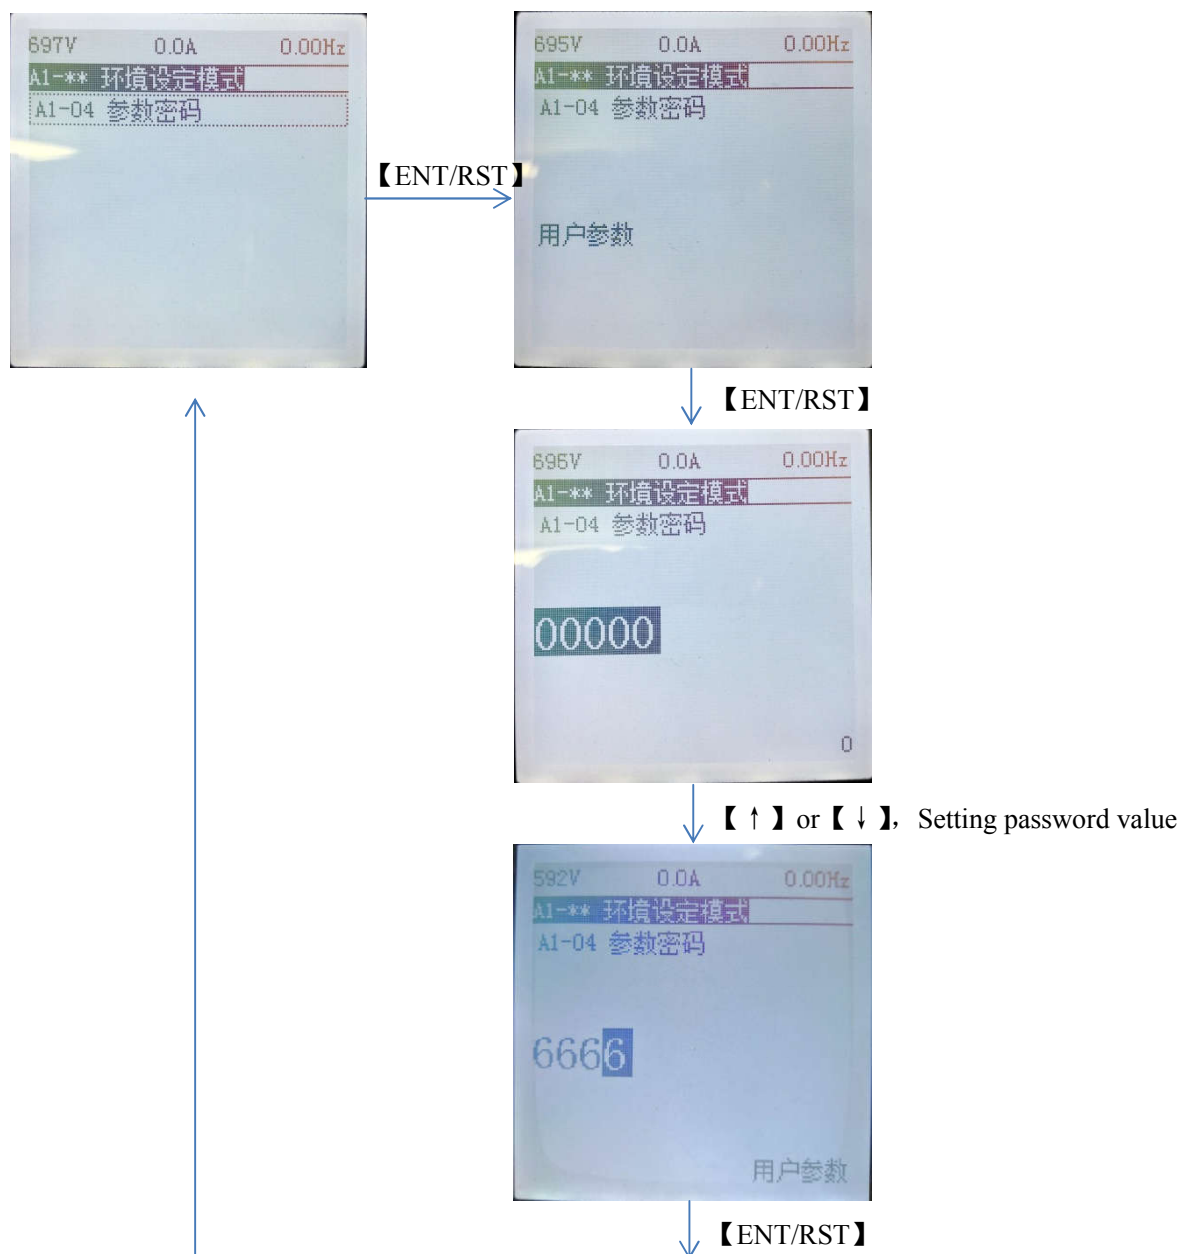 697V 0.0A 0.00Hz
A1-** 环境设定模式
A1-04 参数密码
【ENT/RST】
695V 0.0A 0.00Hz
A1-** 环境设定模式
A1-04 参数密码
用户参数
【ENT/RST】
696V 0.0A 0.00Hz
A1-** 环境设定模式
A1-04 参数密码
00000
0
【↑】or【↓】, Setting password value
592V 0.0A 0.00Hz
A1-** 环境设定模式
A1-04 参数密码
6666
用户参数
【ENT/RST】